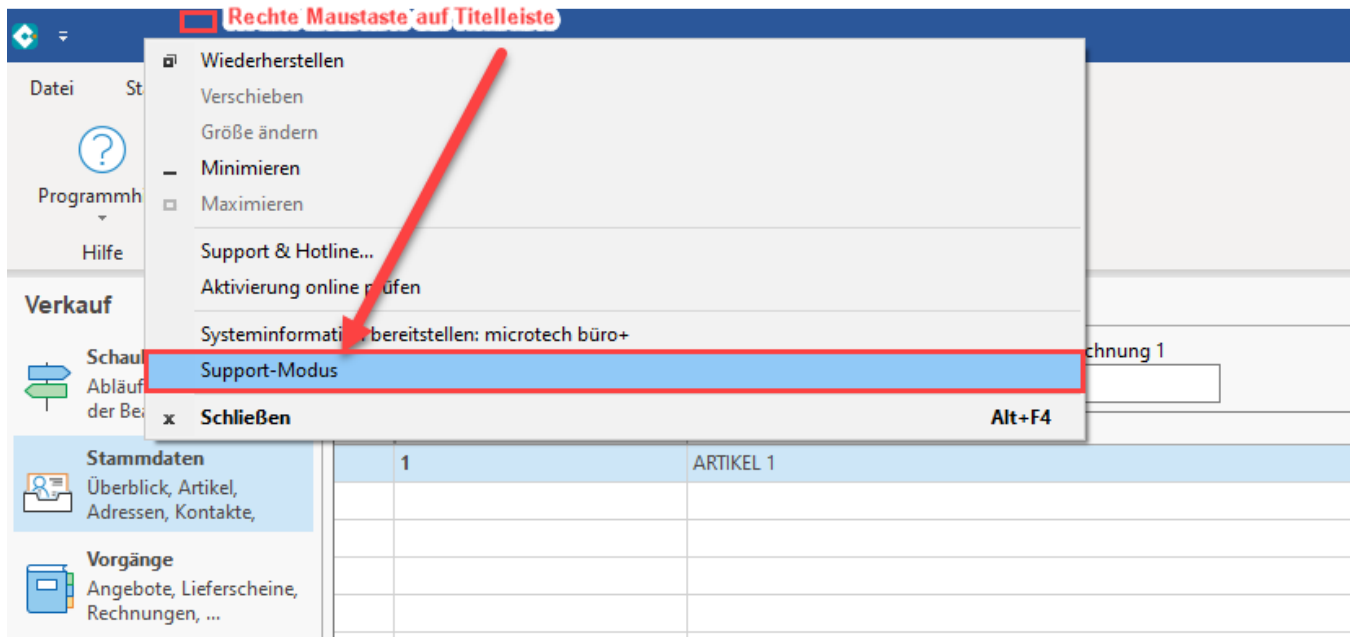 Rechte Maustaste auf Titelleiste
Datei St
Programmh
Hilfe
Wiederherstellen
Verschieben
Größe ändern
Minimieren
Maximieren
Support & Hotline...
Aktivierung online prüfen
Systeminformation bereitstellen: microtech büro+
Support-Modus
x Schließen Alt+F4
Verkauf
Schaul
Abläuf
der Bea
Stammdaten
Überblick, Artikel,
Adressen, Kontakte,
Vorgänge
Angebote, Lieferscheine,
Rechnungen, ...
chnung 1
1 ARTIKEL 1